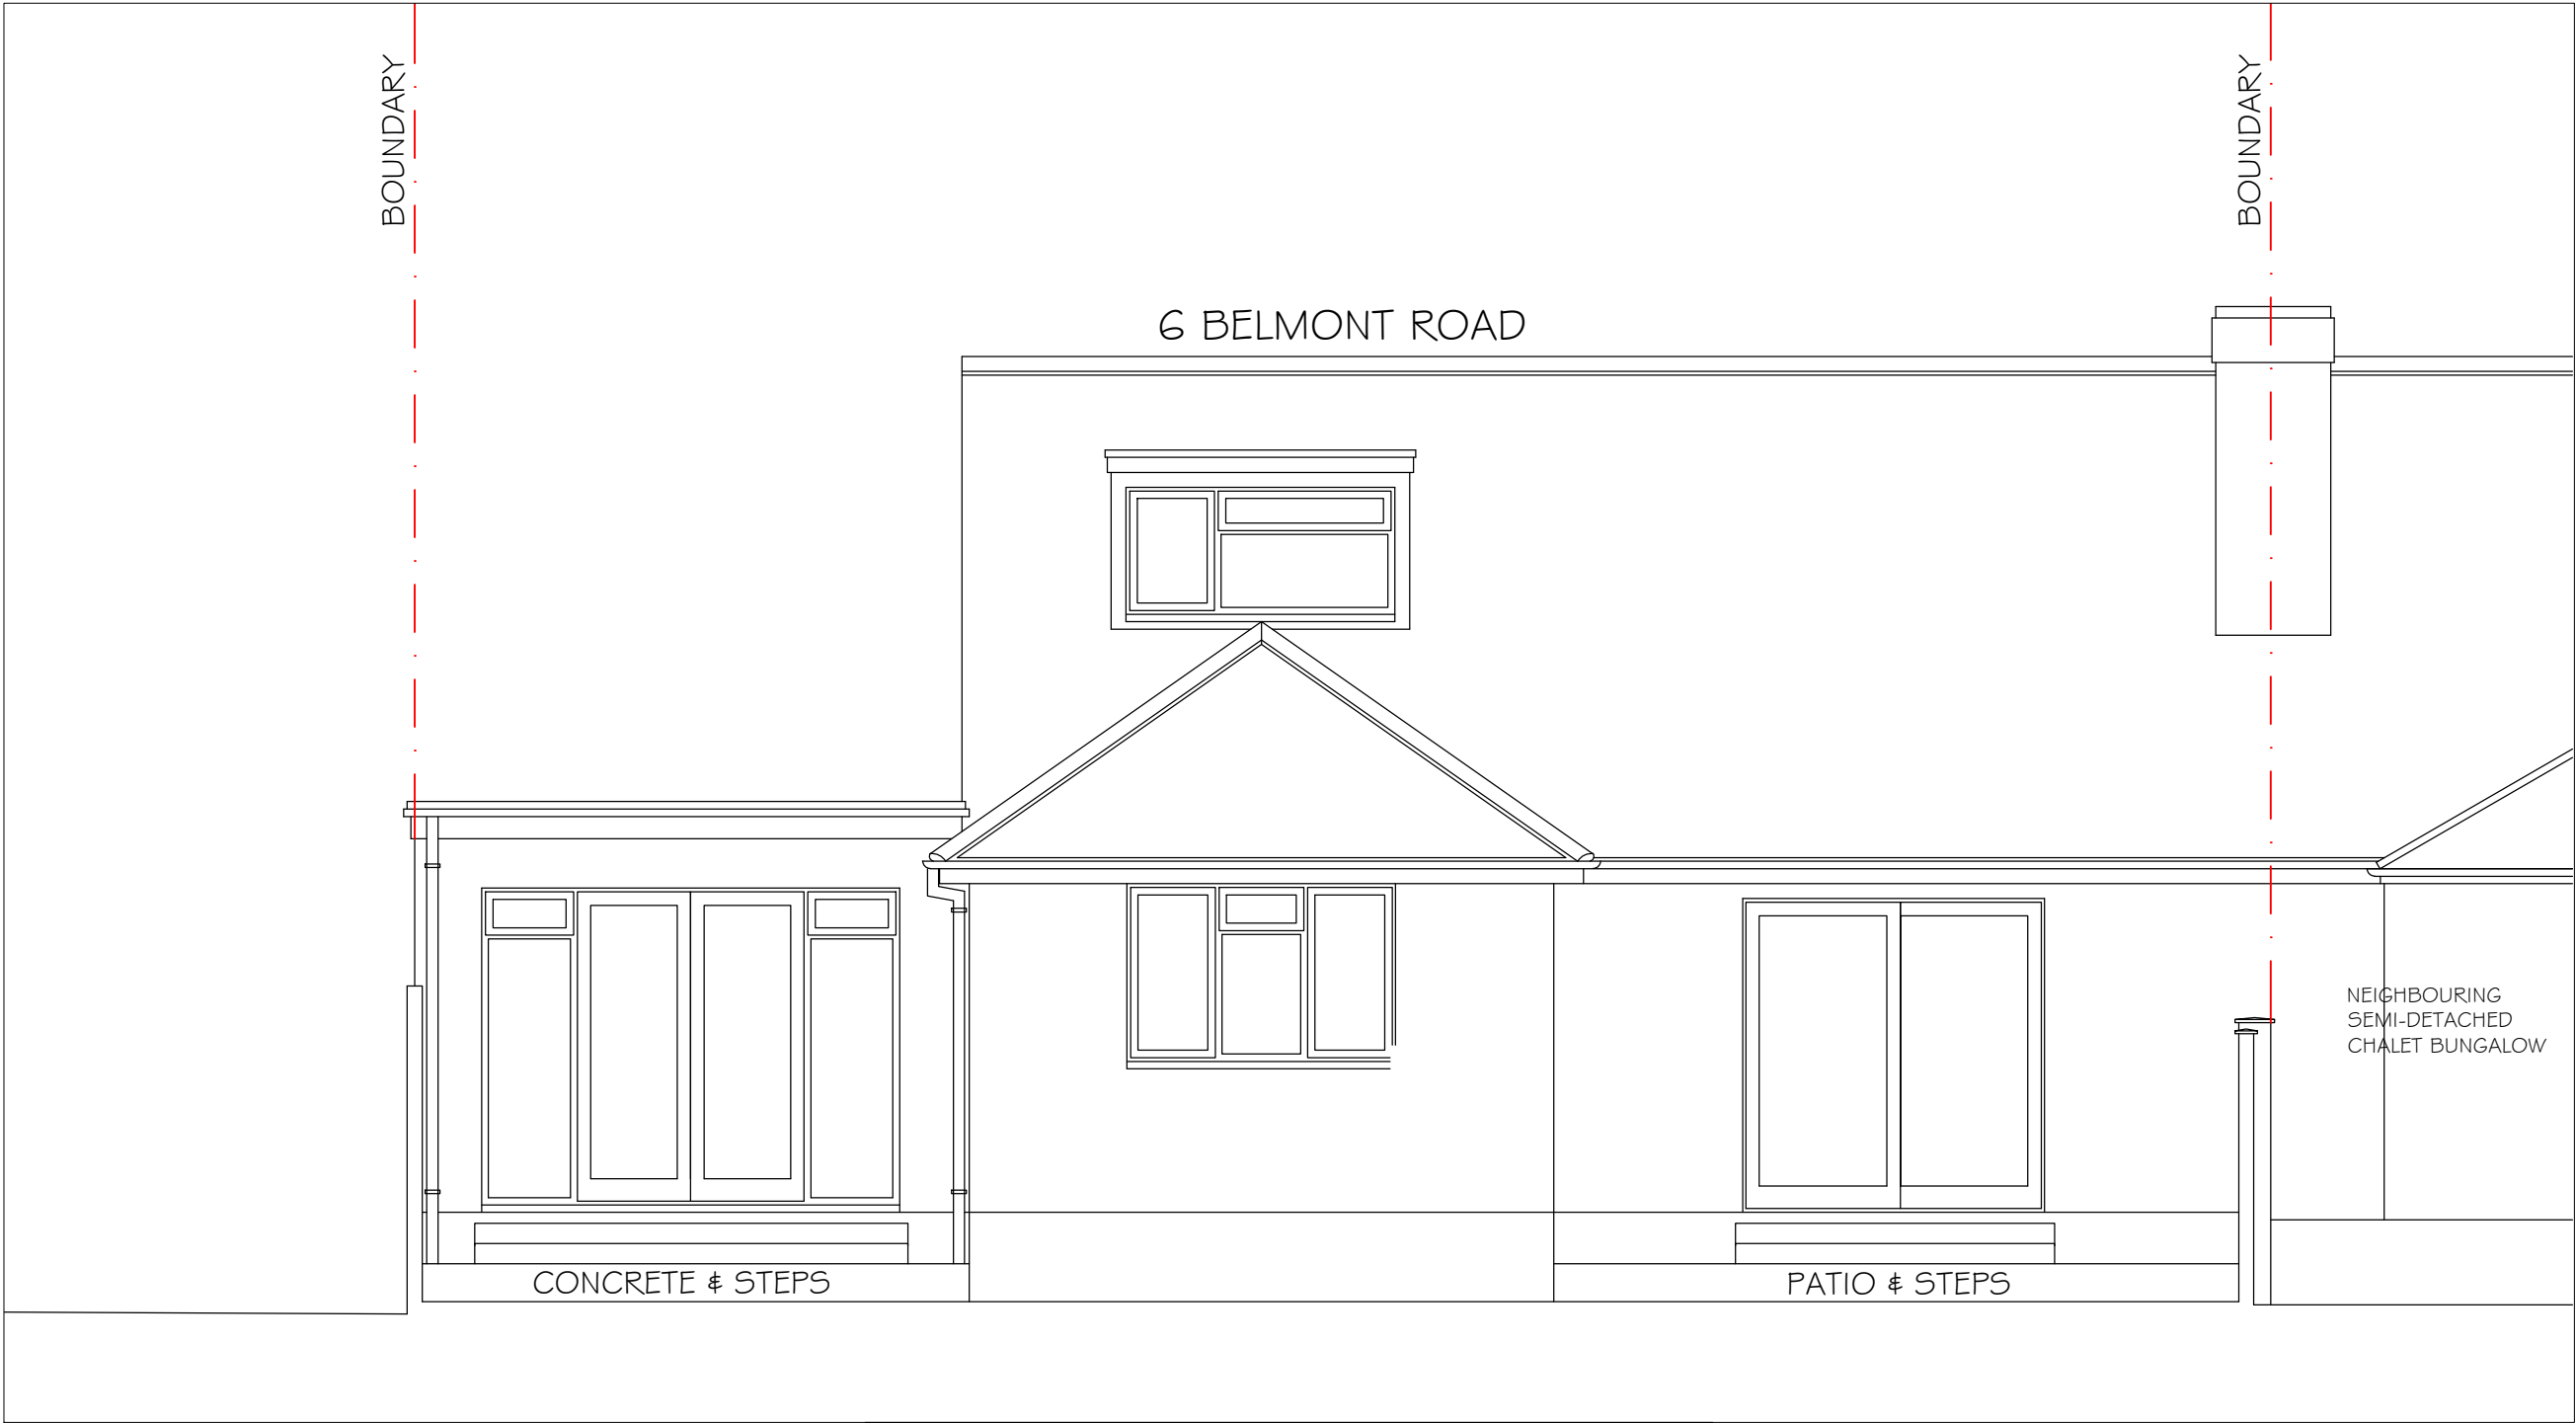 BOUNDARY
BOUNDARY
6 BELMONT ROAD
NEIGHBOURING
SEMI-DETACHED
CHALET BUNGALOW
CONCRETE & STEPS
PATIO & STEPS